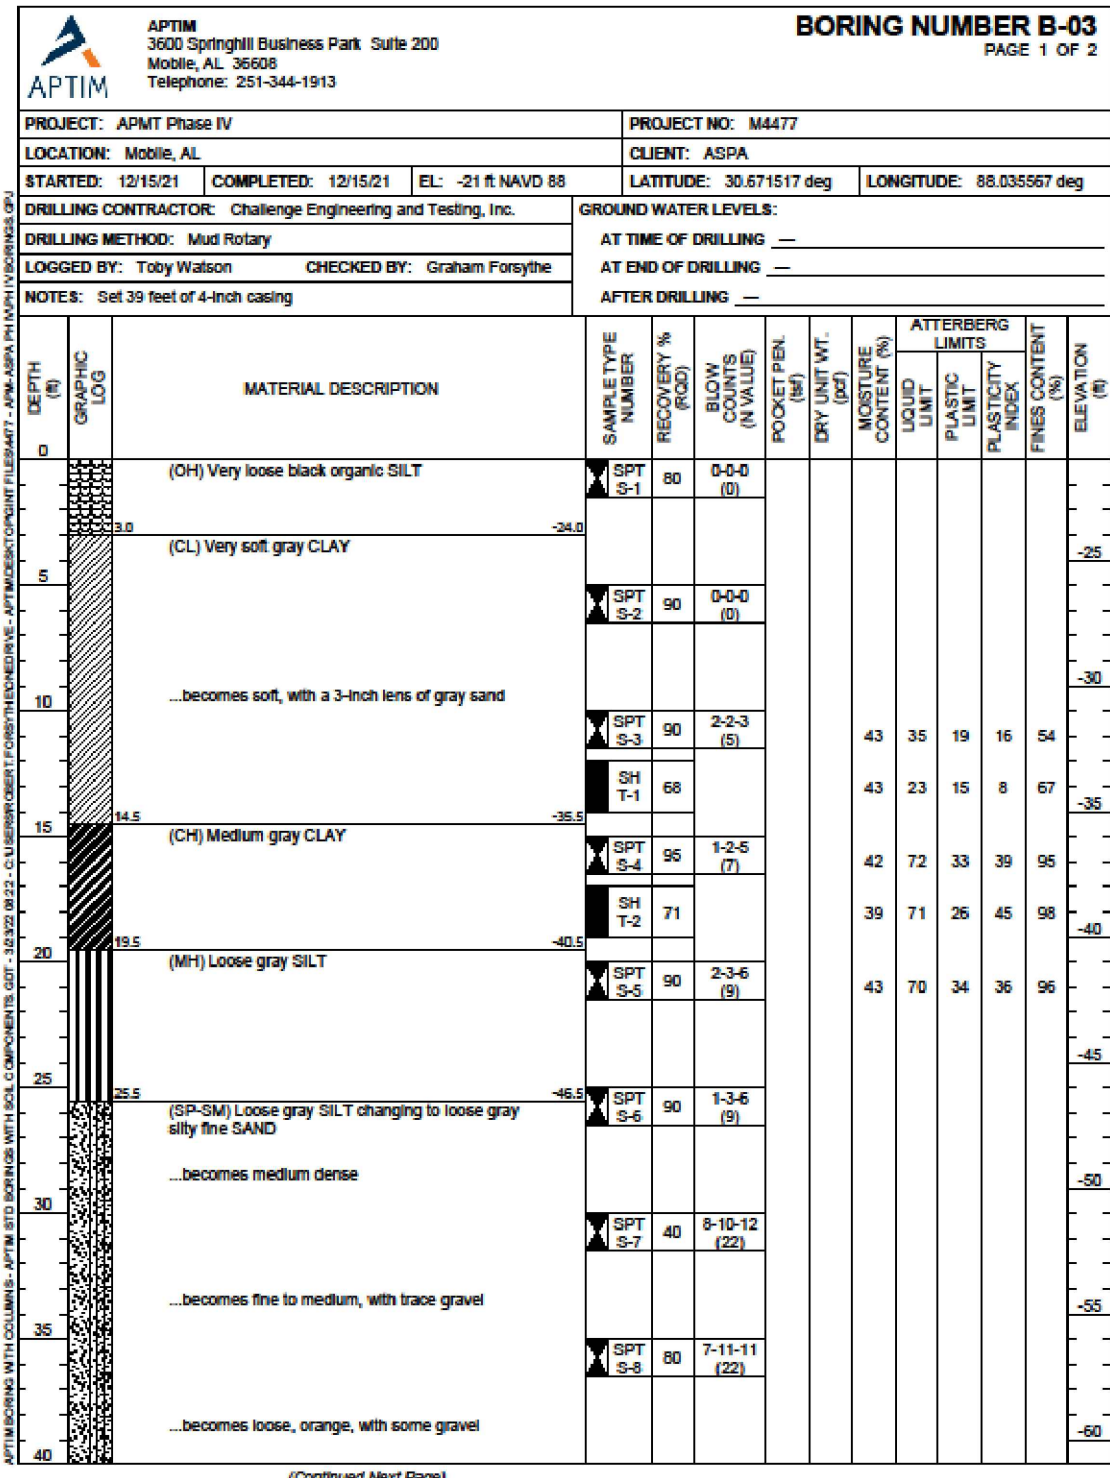 APTIM
APTIM
3600 Springhill Business Park Suite 200
Mobile, AL 36608
Telephone: 251-344-1913
BORING NUMBER B-03
PAGE 1 OF 2
PROJECT: APMT Phase IV
PROJECT NO: M4477
LOCATION: Mobile, AL
CLIENT: ASPA
STARTED: 12/15/21 COMPLETED: 12/15/21 EL: -21 ft NAVD 88 LATITUDE: 30.671517 deg LONGITUDE: 88.035567 deg
DRILLING CONTRACTOR: Challenge Engineering and Testing, Inc.
GROUND WATER LEVELS:
DRILLING METHOD: Mud Rotary
AT TIME OF DRILLING —
LOGGED BY: Toby Watson CHECKED BY: Graham Forsythe
AT END OF DRILLING —
NOTES: Set 39 feet of 4-inch casing
AFTER DRILLING —
DEPTH (ft)
GRAPHIC LOG
MATERIAL DESCRIPTION
SAMPLE TYPE NUMBER
RECOVERY % (RQD)
BLOW COUNTS (N VALUE)
POCKET PEN. (tsf)
DRY UNIT WT. (pcf)
MOISTURE CONTENT (%)
ATTERBERG LIMITS
LIQUID LIMIT
PLASTIC LIMIT
PLASTICITY INDEX
FINES CONTENT (%)
ELEVATION (ft)
0
(OH) Very loose black organic SILT
SPT S-1 80 0-0-0 (0)
3.0 -24.0
(CL) Very soft gray CLAY
-25
5
SPT S-2 90 0-0-0 (0)
-30
...becomes soft, with a 3-inch lens of gray sand
10
SPT S-3 90 2-2-3 (5) 43 35 19 16 54
SH T-1 68 43 23 15 8 67
-35
14.5 -35.5
15
(CH) Medium gray CLAY
SPT S-4 95 1-2-5 (7) 42 72 33 39 95
SH T-2 71 39 71 26 45 98
-40
19.5 -40.5
20
(MH) Loose gray SILT
SPT S-5 90 2-3-6 (9) 43 70 34 36 96
-45
25
25.5 -46.5
(SP-SM) Loose gray SILT changing to loose gray
silty fine SAND
SPT S-6 90 1-3-6 (9)
...becomes medium dense
-50
30
SPT S-7 40 8-10-12 (22)
...becomes fine to medium, with trace gravel
-55
35
SPT S-8 80 7-11-11 (22)
...becomes loose, orange, with some gravel
-60
40
(Continued Next Page)